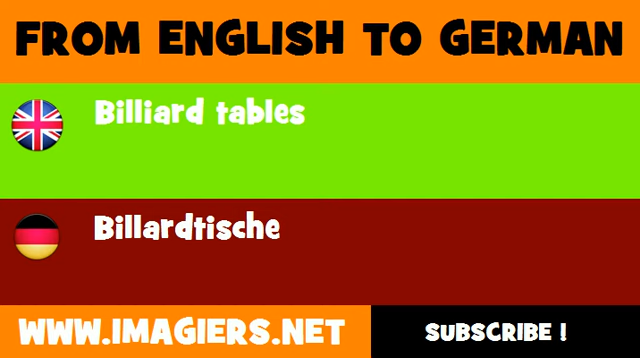 FROM ENGLISH TO GERMAN
Billiard tables
Billardtische
WWW.IMAGIERS.NET
SUBSCRIBE !